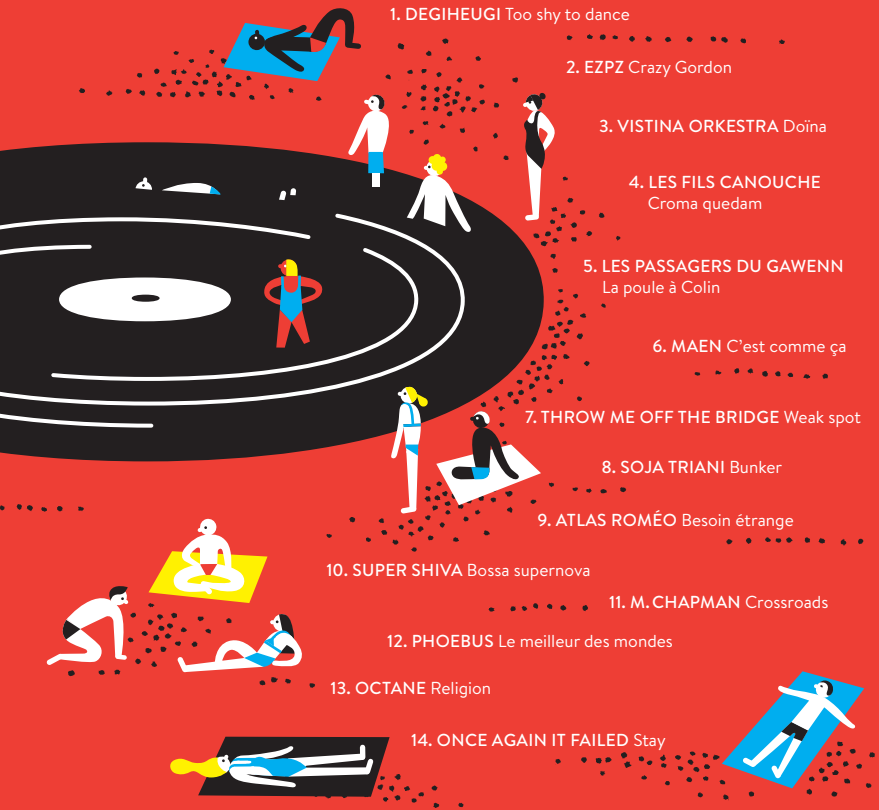 1. DEGIHEUGI Too shy to dance
2. EZPZ Crazy Gordon
3. VISTINA ORKESTRA Doïna
4. LES FILS CANOUCHE
Croma quedam
5. LES PASSAGERS DU GAWENN
La poule à Colin
6. MAEN C'est comme ça
7. THROW ME OFF THE BRIDGE Weak spot
8. SOJA TRIANI Bunker
9. ATLAS ROMÉO Besoin étrange
10. SUPER SHIVA Bossa supernova
11. M. CHAPMAN Crossroads
12. PHOEBUS Le meilleur des mondes
13. OCTANE Religion
14. ONCE AGAIN IT FAILED Stay